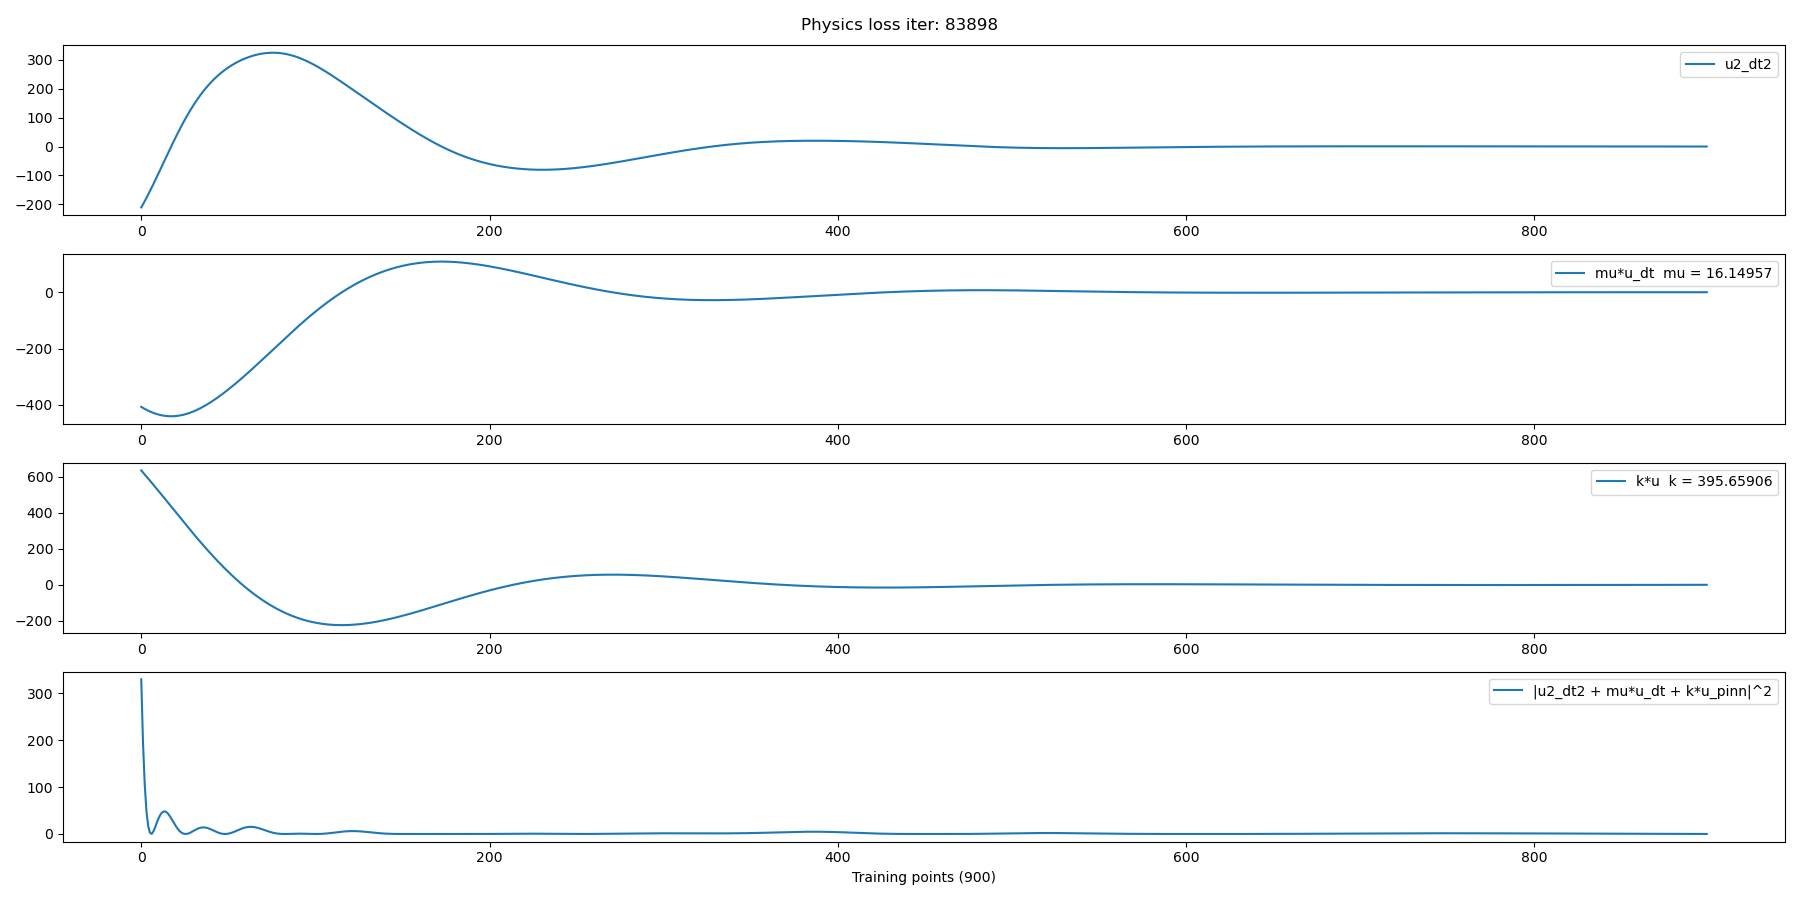 Physics loss iter: 83898
300
200
100
0
−100
−200
u2_dt2
0 200 400 600 800
0
−200
−400
mu*u_dt  mu = 16.14957
0 200 400 600 800
600
400
200
0
−200
k*u  k = 395.65906
0 200 400 600 800
300
200
100
0
|u2_dt2 + mu*u_dt + k*u_pinn|^2
0 200 400 600 800
Training points (900)